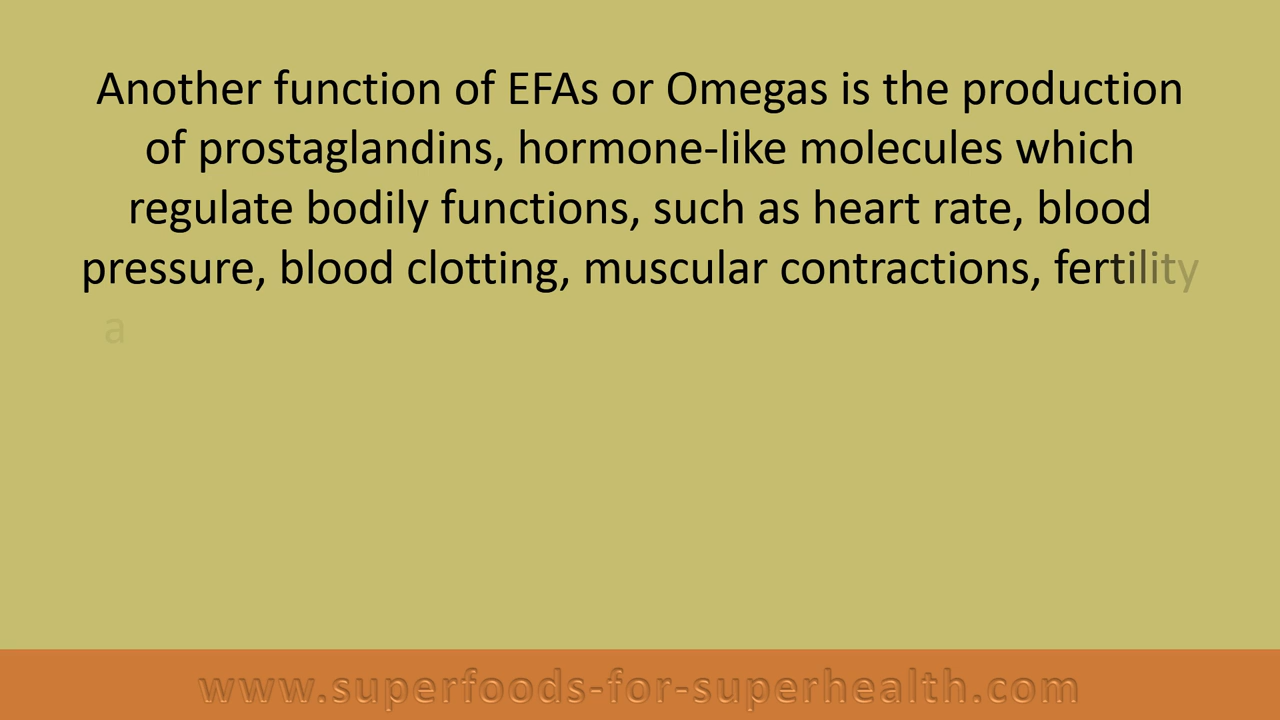 Another function of EFAs or Omegas is the production
of prostaglandins, hormone-like molecules which
regulate bodily functions, such as heart rate, blood
pressure, blood clotting, muscular contractions, fertility
a
www.superfoods-for-superhealth.com